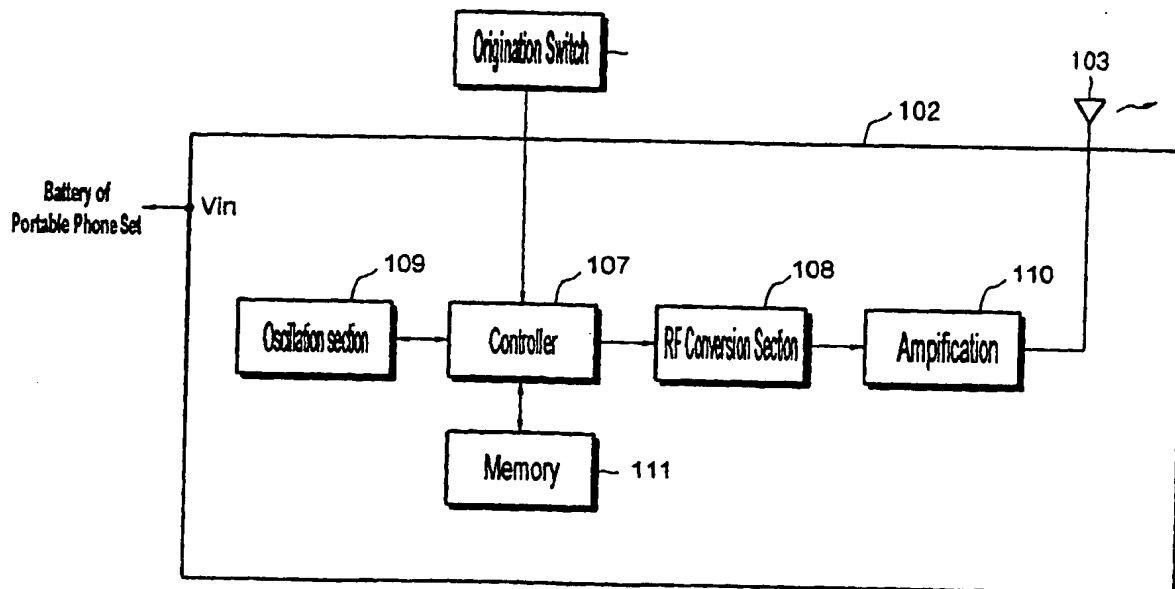 Origination Switch
103
102
Battery of
Portable Phone Set
Vin
109
107
108
110
Oscillation section
Controller
RF Conversion Section
Ampification
Memory
111